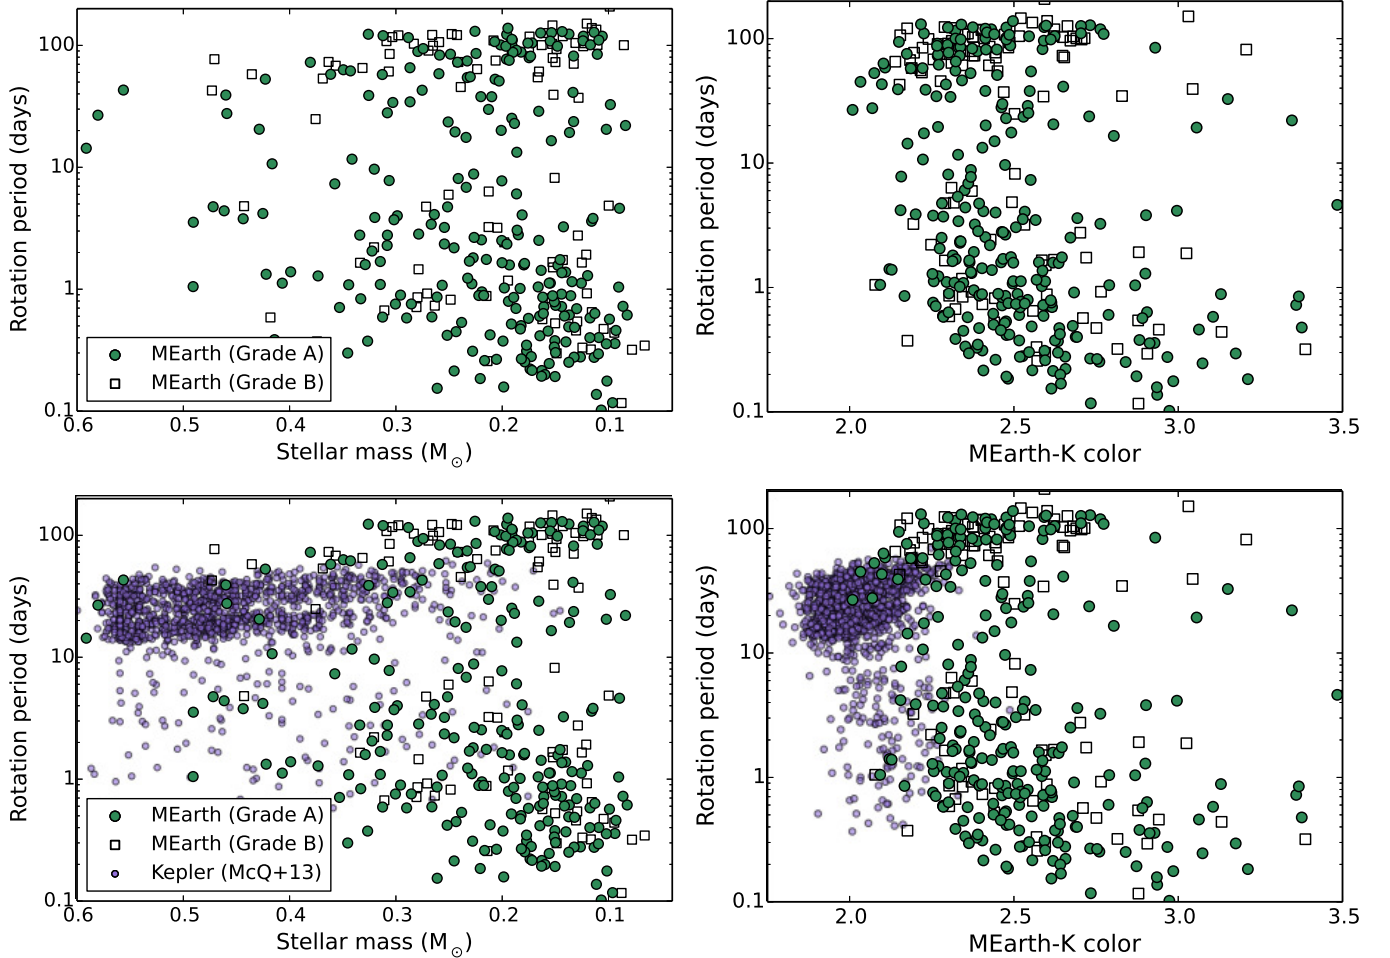 100
10
1
0.1
Rotation period (days)
MEarth (Grade A)
MEarth (Grade B)
0.6 0.5 0.4 0.3 0.2 0.1
Stellar mass (M⊙)
100
10
1
0.1
Rotation period (days)
2.0 2.5 3.0 3.5
MEarth-K color
100
10
1
0.1
Rotation period (days)
MEarth (Grade A)
MEarth (Grade B)
Kepler (McQ+13)
0.6 0.5 0.4 0.3 0.2 0.1
Stellar mass (M⊙)
100
10
1
0.1
Rotation period (days)
2.0 2.5 3.0 3.5
MEarth-K color